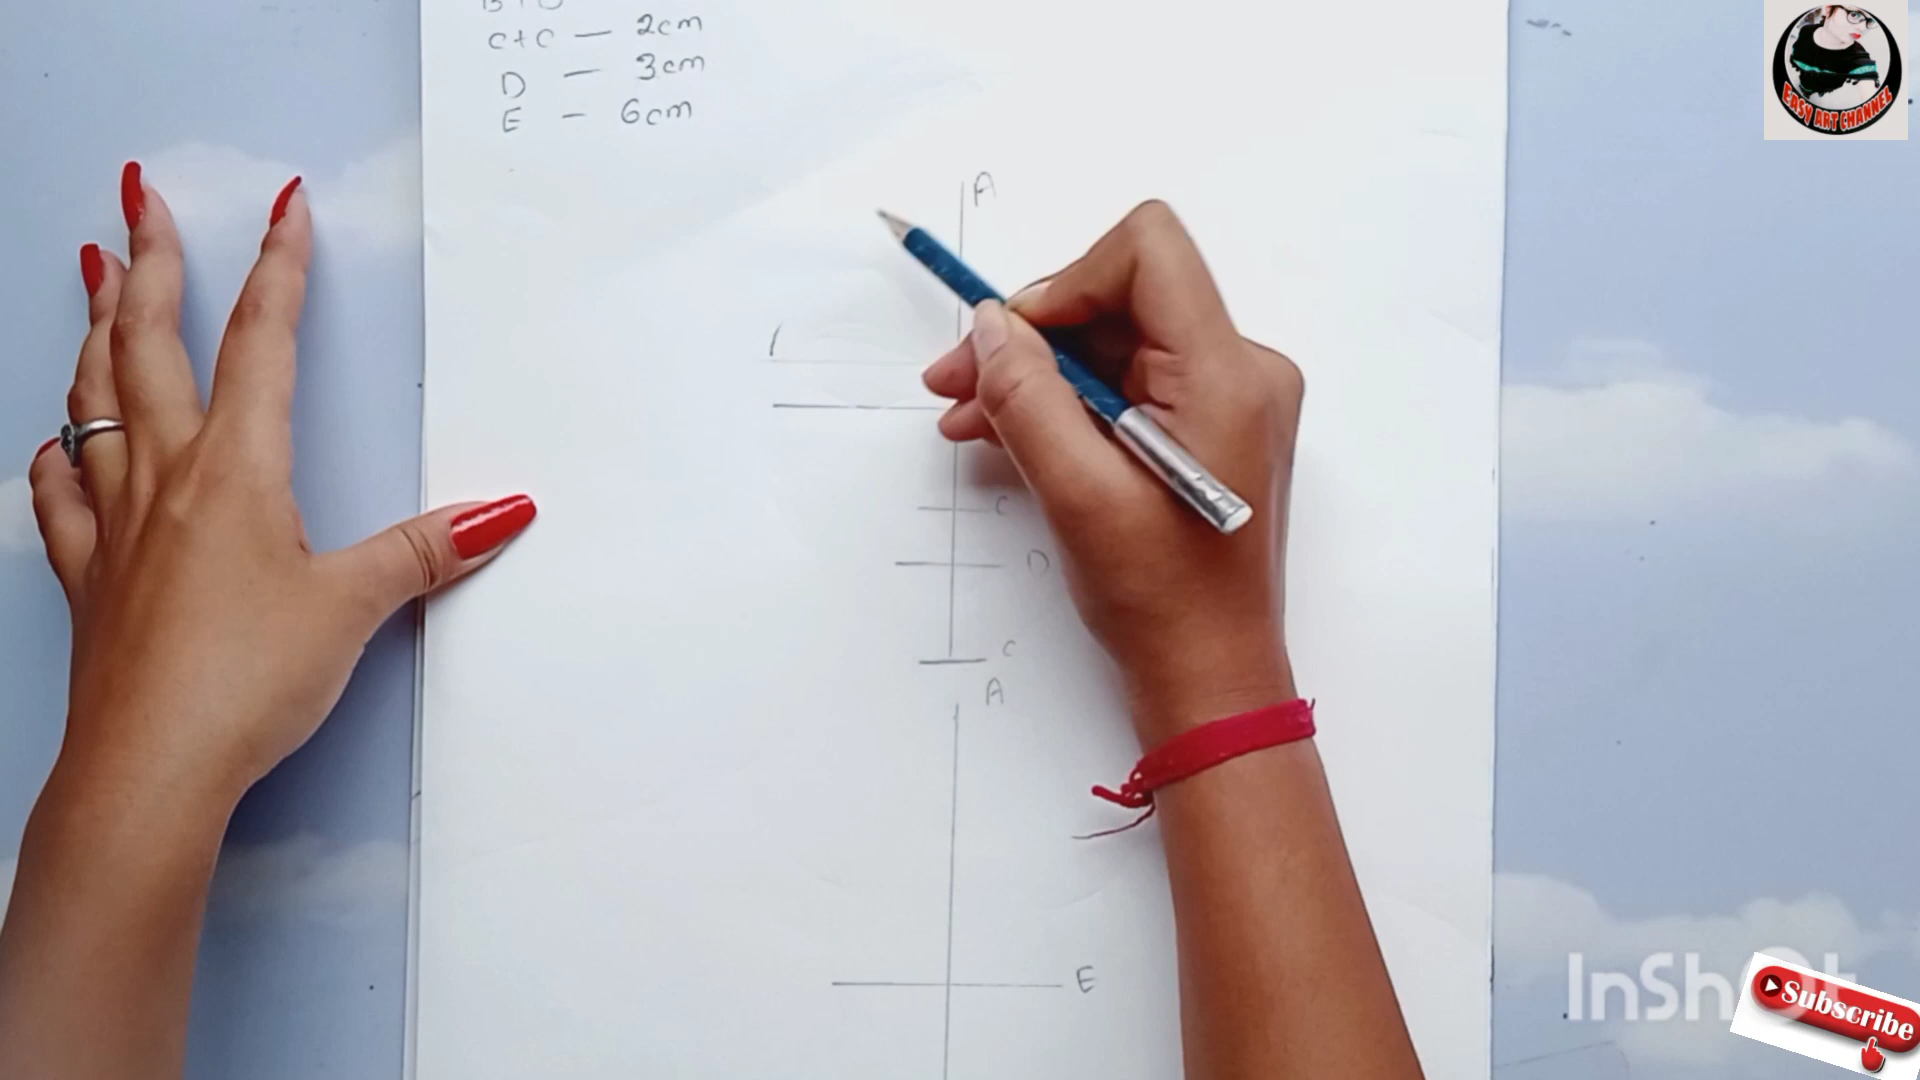 C+C — 2cm
D — 3cm
E — 6cm
A
C
D
C
A
E
EASY ART CHANNEL
InShot
Subscribe